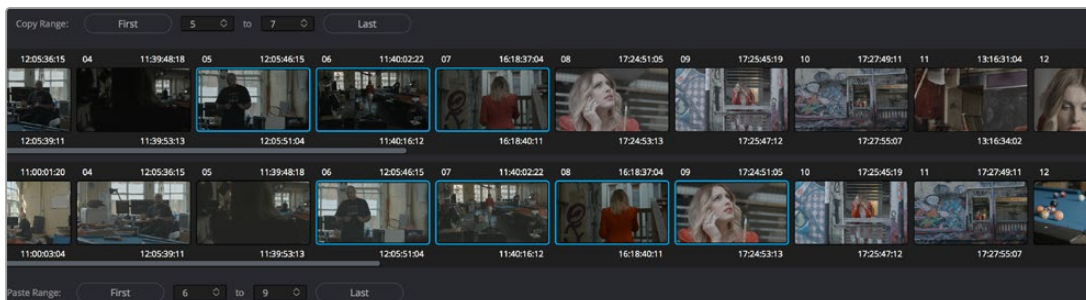 Copy Range: First 5 to 7 Last
12:05:36:15 04 11:39:48:18 05 12:05:46:15 06 11:40:02:22 07 16:18:37:04 08 17:24:51:05 09 17:25:45:19 10 17:27:49:11 11 13:16:31:04 12
12:05:39:11 11:39:53:13 12:05:51:04 11:40:16:12 16:18:40:11 17:24:53:13 17:25:47:12 17:27:55:07 13:16:34:02
11:00:01:20 04 12:05:36:15 05 11:39:48:18 06 12:05:46:15 07 11:40:02:22 08 16:18:37:04 09 17:24:51:05 10 17:25:45:19 11 17:27:49:11 12
11:00:03:04 12:05:39:11 11:39:53:13 12:05:51:04 11:40:16:12 16:18:40:11 17:24:53:13 17:25:47:12 17:27:55:07
Paste Range: First 6 to 9 Last